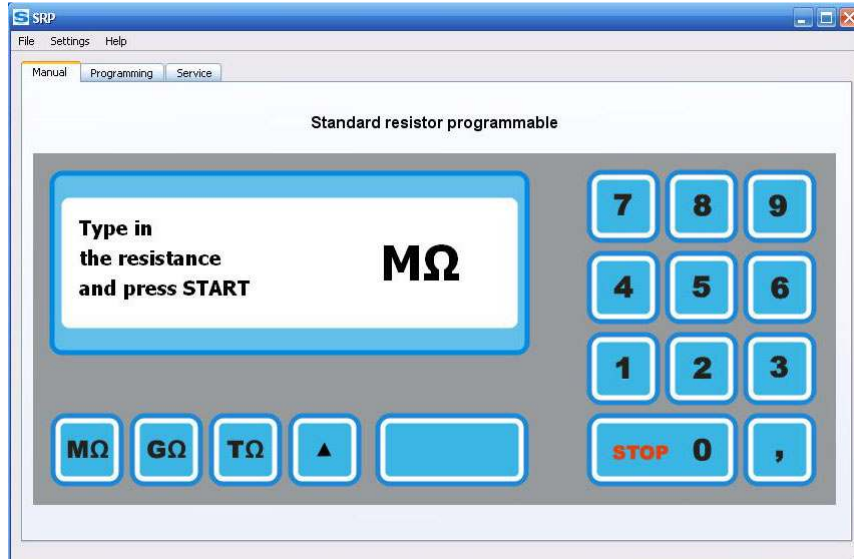 SRP
File Settings Help
Manual Programming Service
Standard resistor programmable
Type in
the resistance
and press START
MΩ
7 8 9
4 5 6
1 2 3
MΩ GΩ TΩ ▲ STOP 0 ,